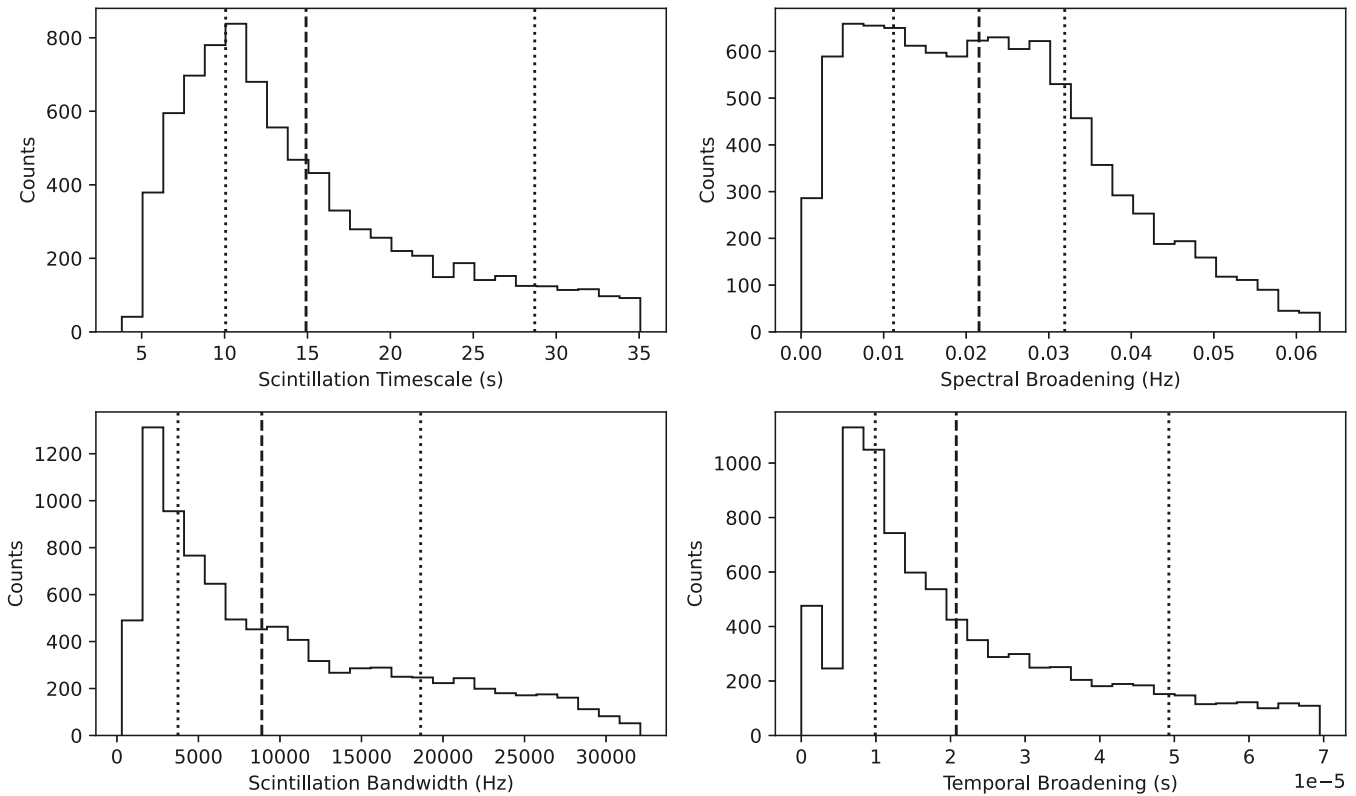 800
600
400
200
0
Counts
5 10 15 20 25 30 35
Scintillation Timescale (s)
600
500
400
300
200
100
0
Counts
0.00 0.01 0.02 0.03 0.04 0.05 0.06
Spectral Broadening (Hz)
1200
1000
800
600
400
200
0
Counts
0 5000 10000 15000 20000 25000 30000
Scintillation Bandwidth (Hz)
1000
800
600
400
200
0
Counts
0 1 2 3 4 5 6 7
Temporal Broadening (s)
1e−5